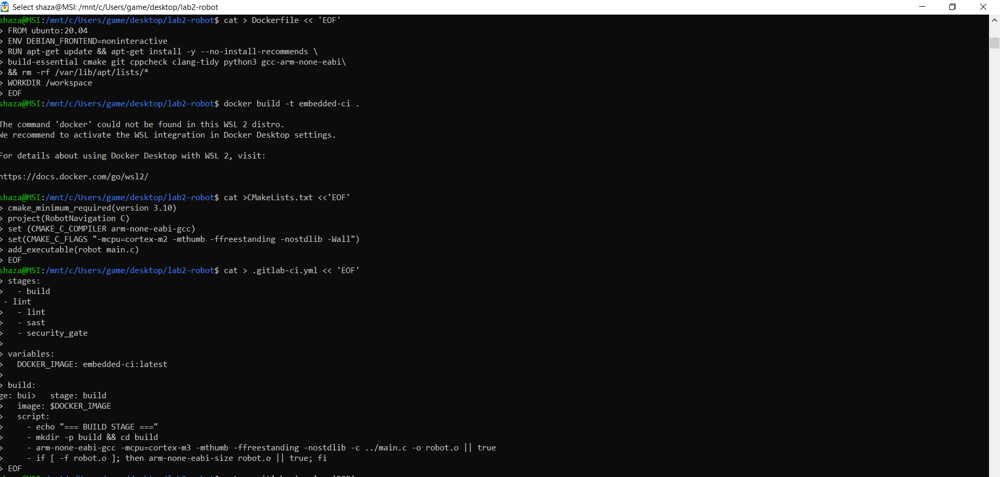 Select shaza@MSI: /mnt/c/Users/game/desktop/lab2-robot
shaza@MSI:/mnt/c/Users/game/desktop/lab2-robot$ cat > Dockerfile << 'EOF'
> FROM ubunto:20.04
> ENV DEBIAN_FRONTEND=noninteractive
> RUN apt-get update && apt-get install -y --no-install-recommends \
> build-essential cmake git cppcheck clang-tidy python3 gcc-arm-none-eabi\
> && rm -rf /var/lib/apt/lists/*
> WORKDIR /workspace
> EOF
shaza@MSI:/mnt/c/Users/game/desktop/lab2-robot$ docker build -t embedded-ci .
The command 'docker' could not be found in this WSL 2 distro.
We recommend to activate the WSL integration in Docker Desktop settings.
For details about using Docker Desktop with WSL 2, visit:
https://docs.docker.com/go/wsl2/
shaza@MSI:/mnt/c/Users/game/desktop/lab2-robot$ cat >CMakeLists.txt <<'EOF'
> cmake_minimum_required(version 3.10)
> project(RobotNavigation C)
> set (CMAKE_C_COMPILER arm-none-eabi-gcc)
> set(CMAKE_C_FLAGS "-mcpu=cortex-m2 -mthumb -ffreestanding -nostdlib -Wall")
> add_executable(robot main.c)
> EOF
shaza@MSI:/mnt/c/Users/game/desktop/lab2-robot$ cat > .gitlab-ci.yml << 'EOF'
> stages:
>   - build
 - lint
>   - lint
>   - sast
>   - security_gate
>
> variables:
>   DOCKER_IMAGE: embedded-ci:latest
>
> build:
ge: bui>   stage: build
>   image: $DOCKER_IMAGE
>   script:
>     - echo "=== BUILD STAGE ==="
>     - mkdir -p build && cd build
>     - arm-none-eabi-gcc -mcpu=cortex-m3 -mthumb -ffreestanding -nostdlib -c ../main.c -o robot.o || true
>     - if [ -f robot.o ]; then arm-none-eabi-size robot.o || true; fi
> EOF